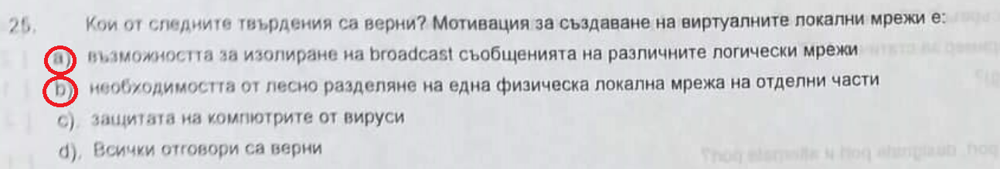 25. Кои от следните твърдения са верни? Мотивация за създаване на виртуалните локални мрежи е:
a). възможността за изолиране на broadcast съобщенията на различните логически мрежи
b). необходимостта от лесно разделяне на една физическа локална мрежа на отделни части
c). защитата на компютрите от вируси
d). Всички отговори са верни